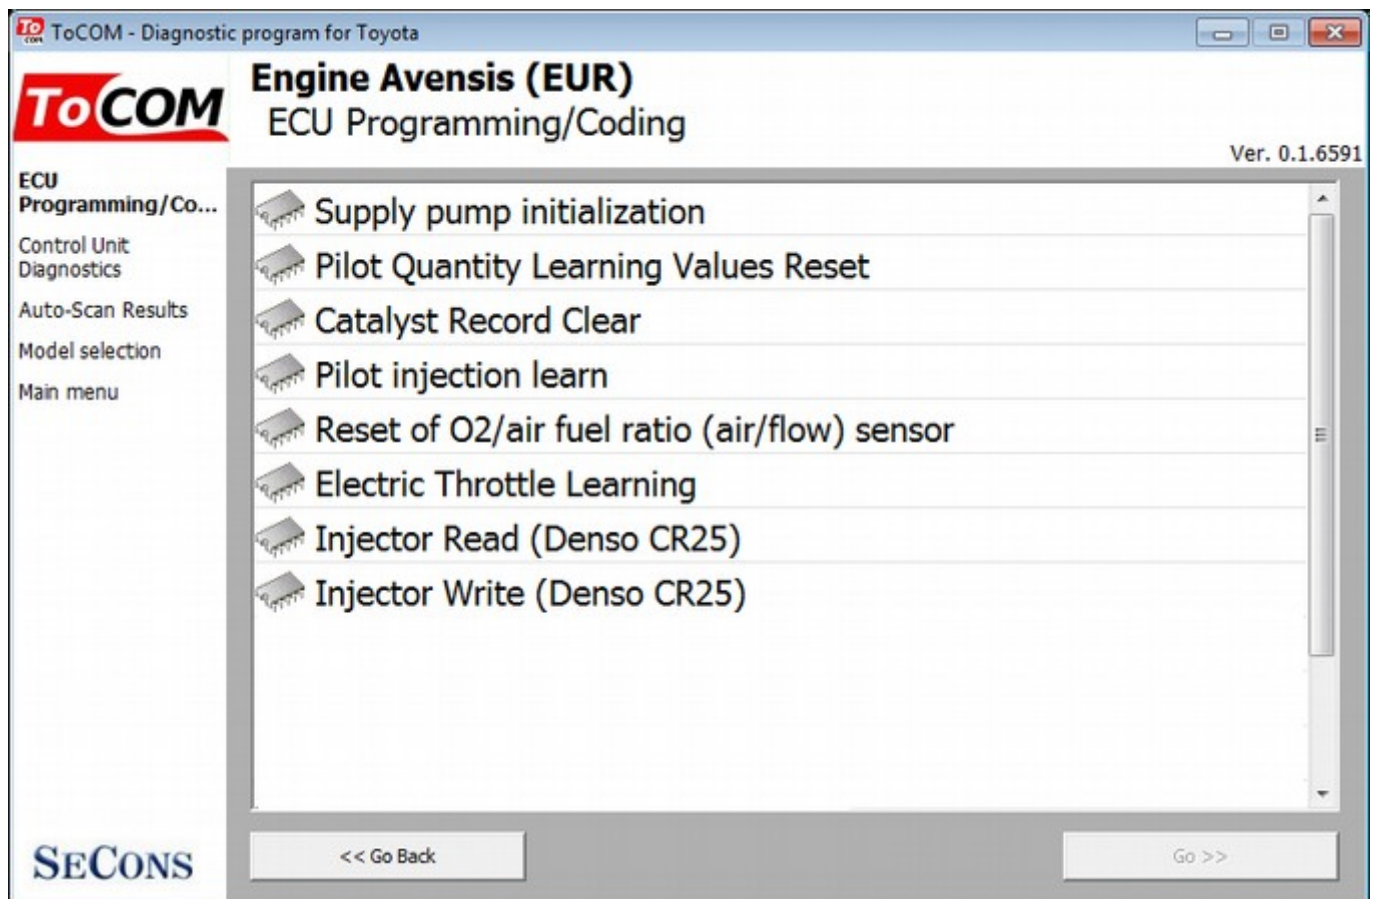 To
COM
ToCOM - Diagnostic program for Toyota
ToCOM
Engine Avensis (EUR)
ECU Programming/Coding
Ver. 0.1.6591
ECU
Programming/Co...
Control Unit
Diagnostics
Auto-Scan Results
Model selection
Main menu
Supply pump initialization
Pilot Quantity Learning Values Reset
Catalyst Record Clear
Pilot injection learn
Reset of O2/air fuel ratio (air/flow) sensor
Electric Throttle Learning
Injector Read (Denso CR25)
Injector Write (Denso CR25)
SECONS
<< Go Back
Go >>